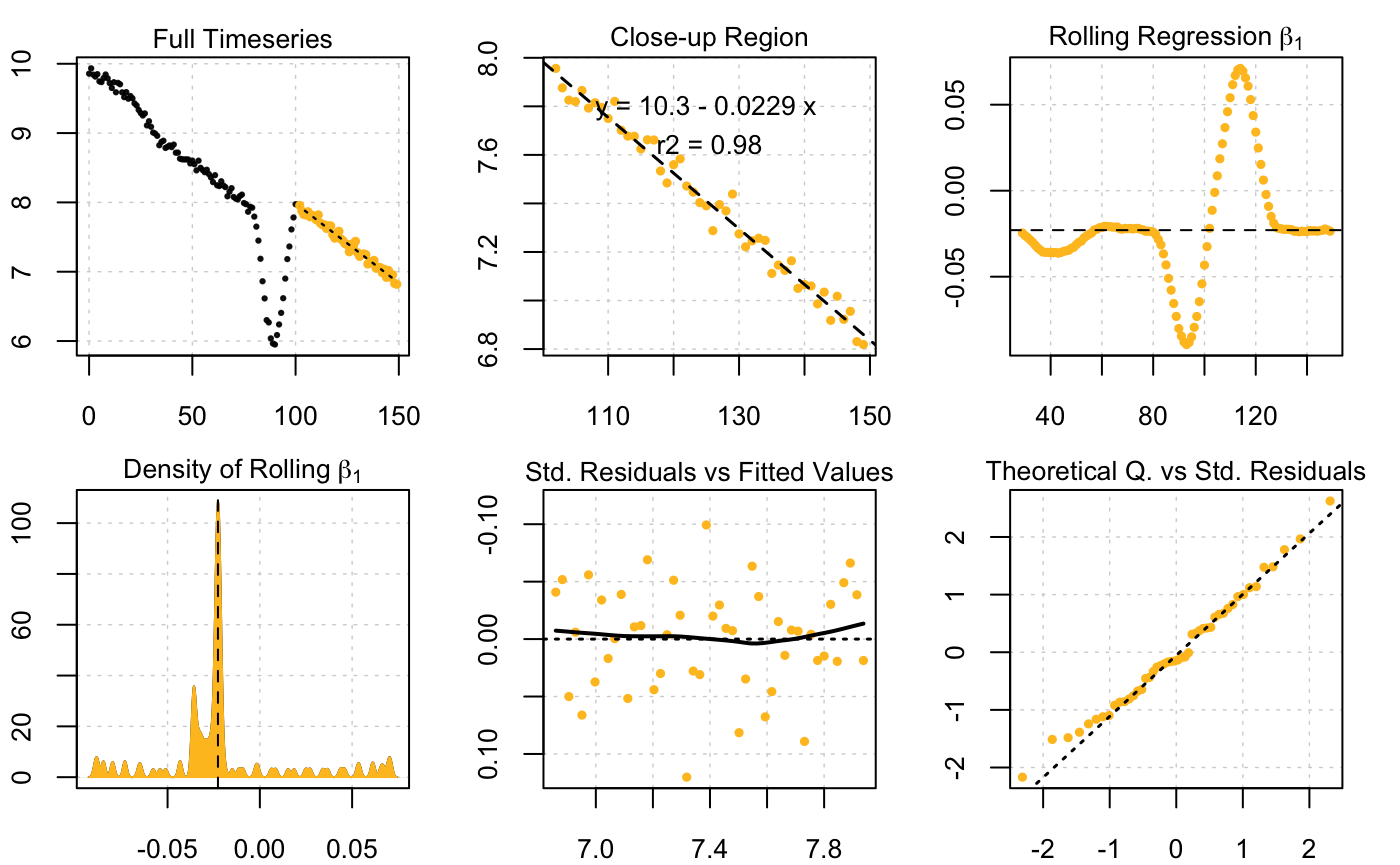 Full Timeseries
10
9
8
7
6
0 50 100 150
Close-up Region
8.0
7.6
7.2
6.8
y = 10.3 - 0.0229 x
r2 = 0.98
110 130 150
Rolling Regression β1
0.05
0.00
-0.05
40 80 120
Density of Rolling β1
100
60
20
0
-0.05 0.00 0.05
Std. Residuals vs Fitted Values
-0.10
0.00
0.10
7.0 7.4 7.8
Theoretical Q. vs Std. Residuals
2
1
0
-1
-2
-2 -1 0 1 2